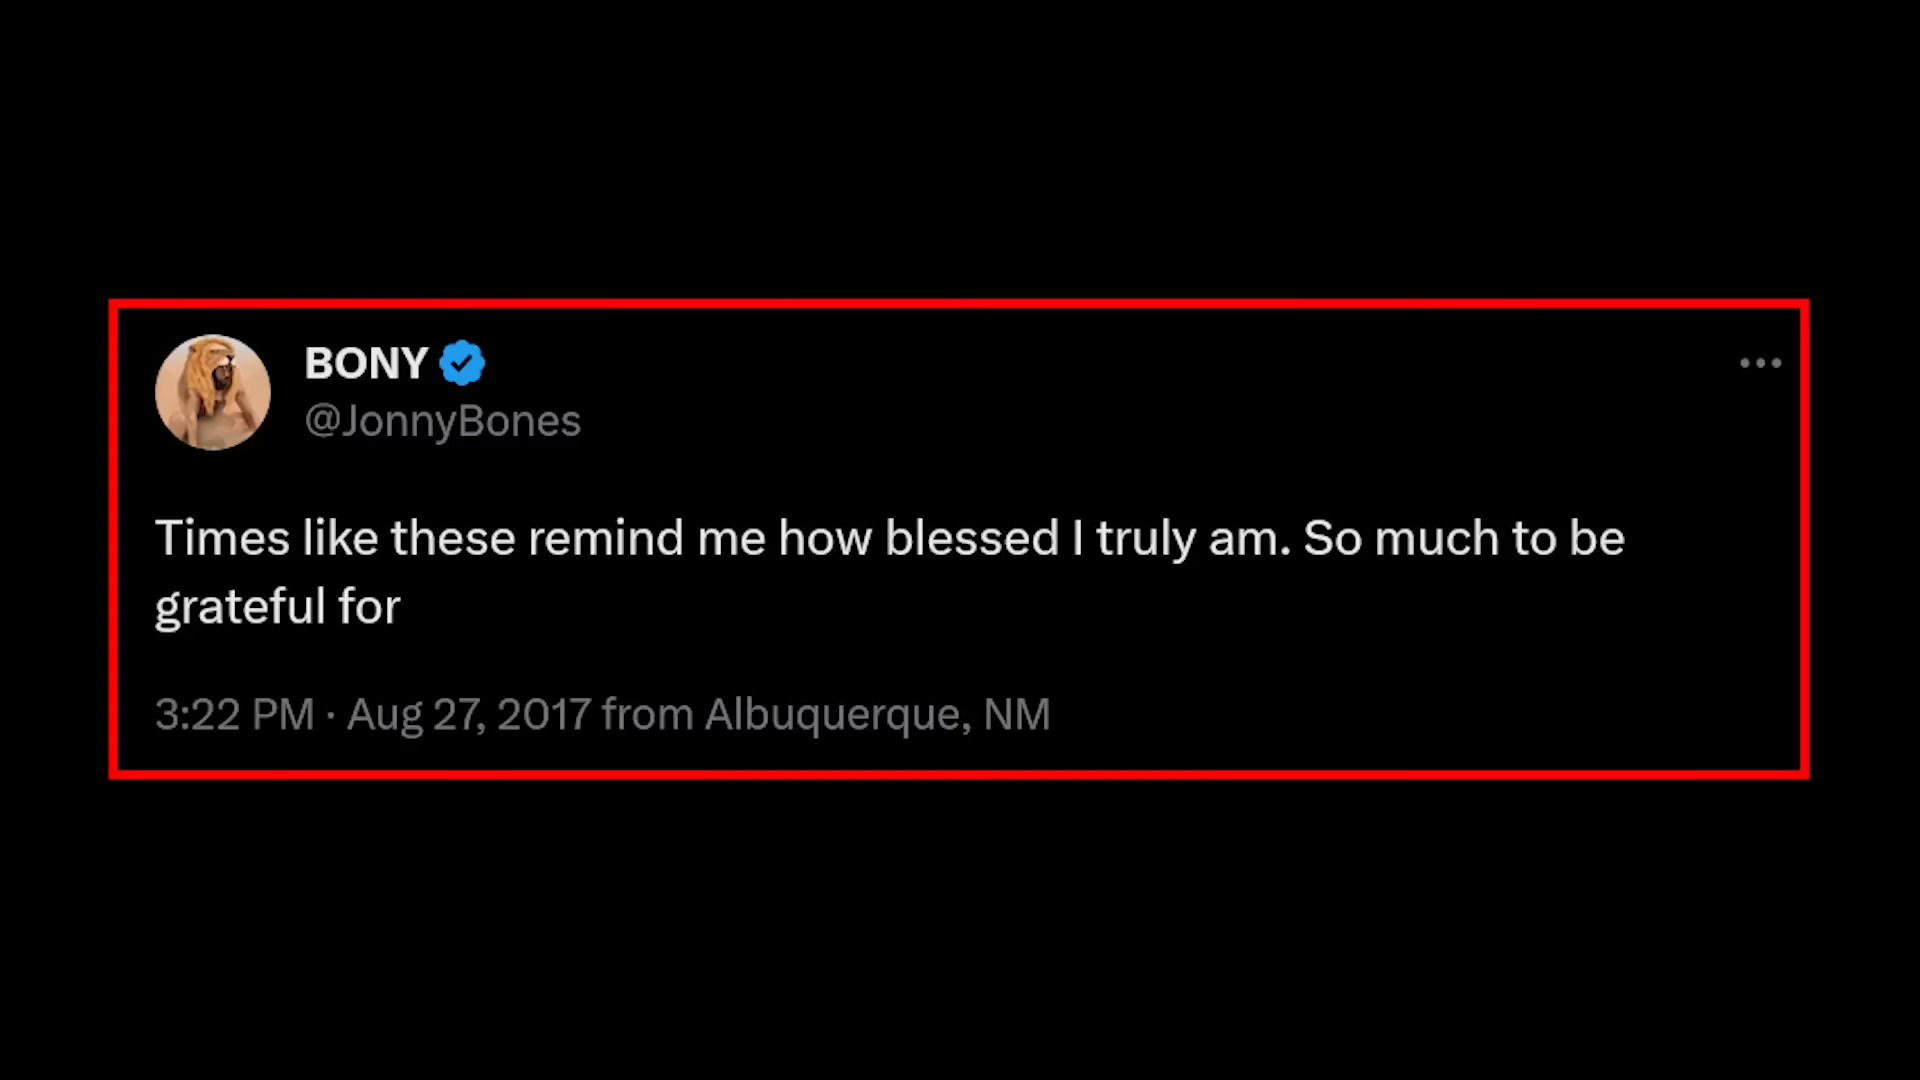 BONY
@JonnyBones
Times like these remind me how blessed I truly am. So much to be
grateful for
3:22 PM · Aug 27, 2017 from Albuquerque, NM